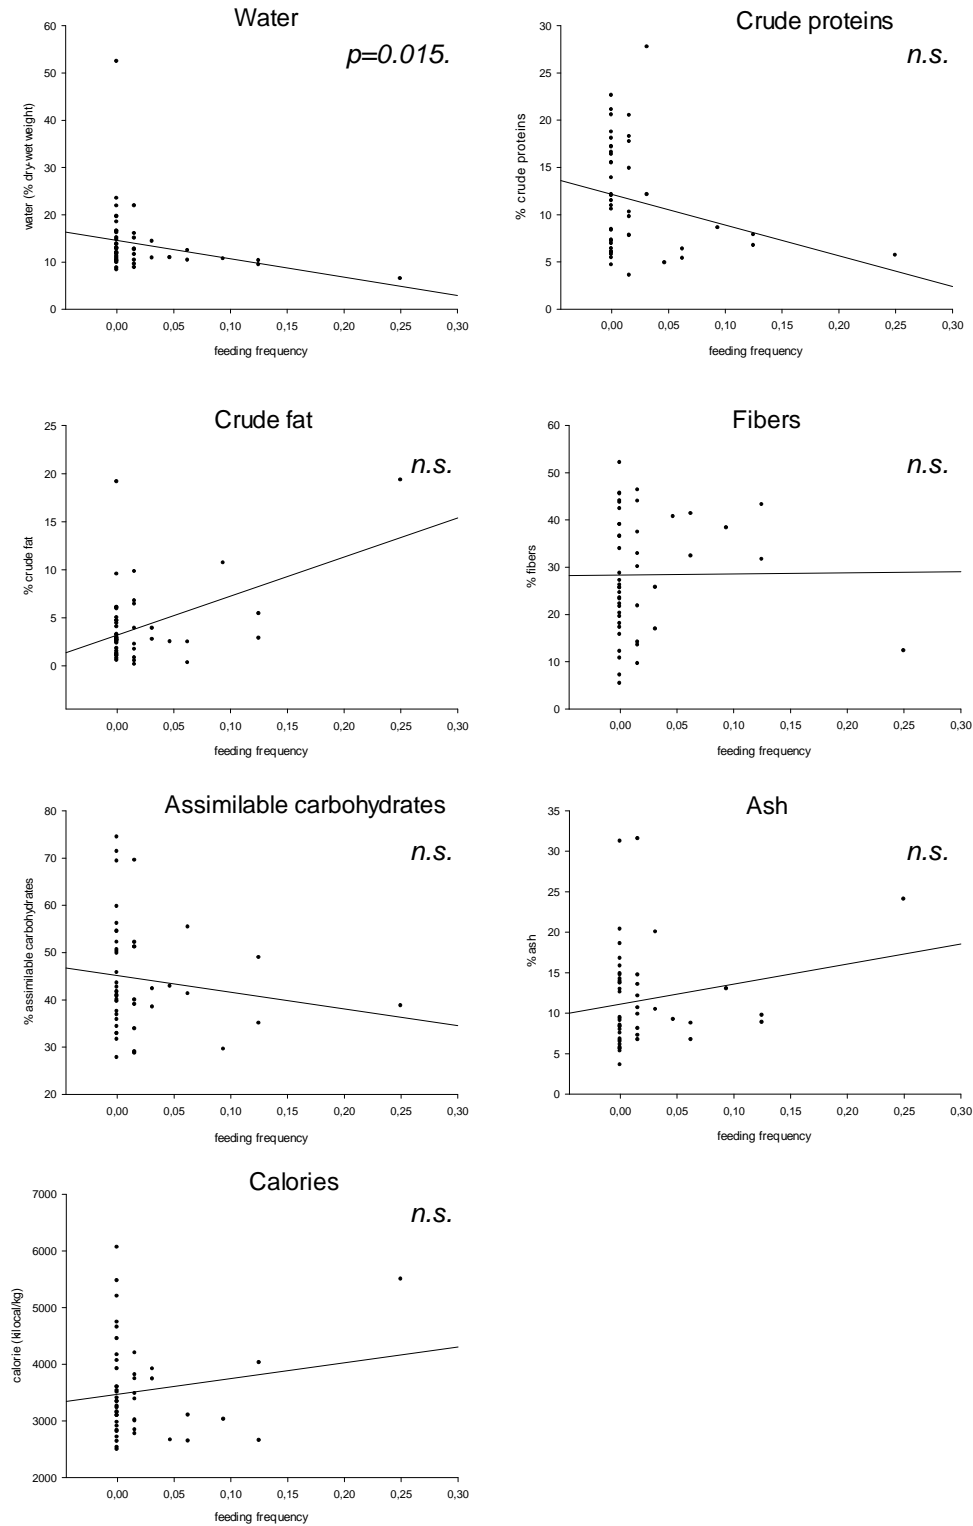 Water
p=0.015.
60
50
40
30
20
10
0
water (% dry-wet weight)
0,00 0,05 0,10 0,15 0,20 0,25 0,30
feeding frequency
Crude proteins
n.s.
30
25
20
15
10
5
0
% crude proteins
0,00 0,05 0,10 0,15 0,20 0,25 0,30
feeding frequency
Crude fat
n.s.
25
20
15
10
5
0
% crude fat
0,00 0,05 0,10 0,15 0,20 0,25 0,30
feeding frequency
Fibers
n.s.
60
50
40
30
20
10
0
% fibers
0,00 0,05 0,10 0,15 0,20 0,25 0,30
feeding frequency
Assimilable carbohydrates
n.s.
80
70
60
50
40
30
20
% assimilable carbohydrates
0,00 0,05 0,10 0,15 0,20 0,25 0,30
feeding frequency
Ash
n.s.
35
30
25
20
15
10
5
0
% ash
0,00 0,05 0,10 0,15 0,20 0,25 0,30
feeding frequency
Calories
n.s.
7000
6000
5000
4000
3000
2000
calorie (kilocal/kg)
0,00 0,05 0,10 0,15 0,20 0,25 0,30
feeding frequency